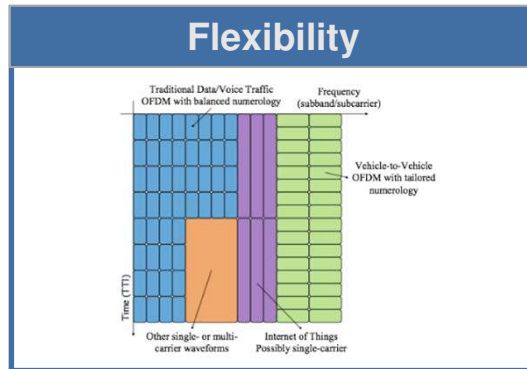 Flexibility
Traditional Data/Voice Traffic
OFDM with balanced numerology
Frequency
(subband/subcarrier)
Vehicle-to-Vehicle
OFDM with tailored
numerology
Time (TTI)
Other single- or multi-
carrier waveforms
Internet of Things
Possibly single-carrier